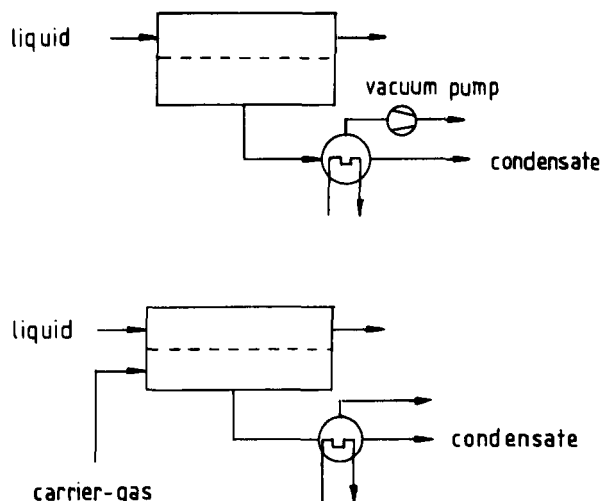 liquid
vacuum pump
condensate
liquid
condensate
carrier-gas